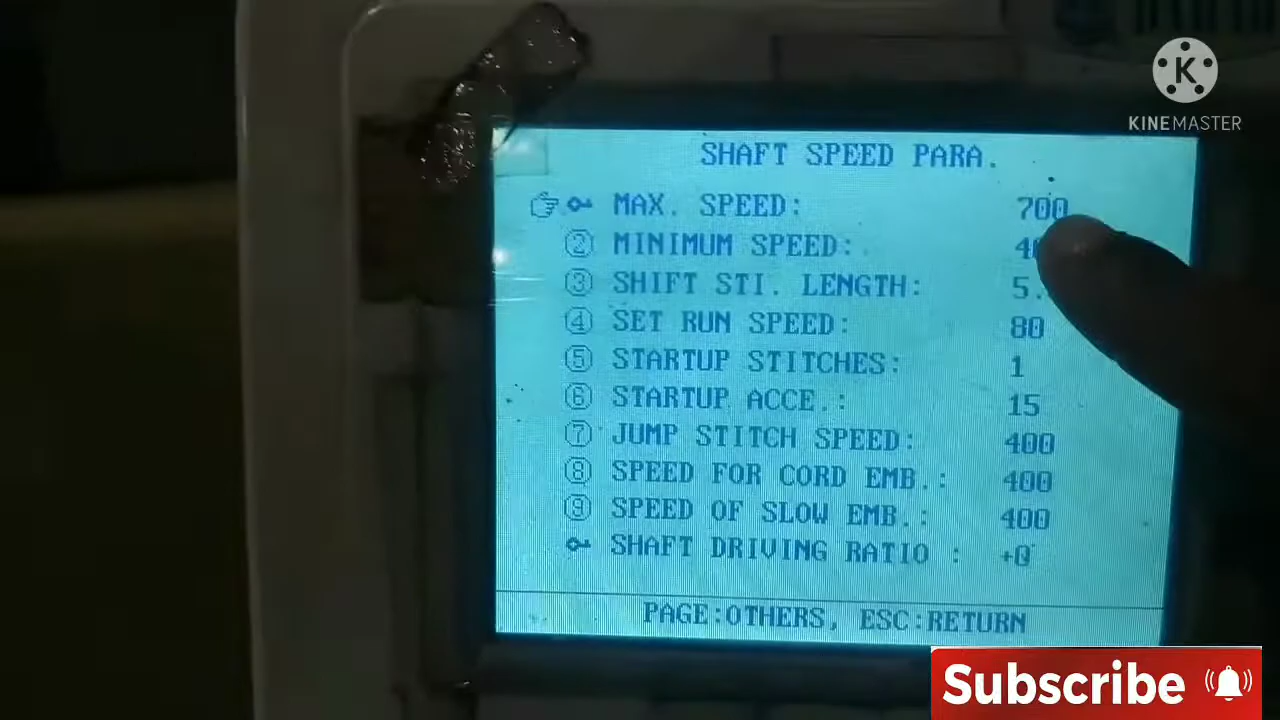 KINEMASTER
SHAFT SPEED PARA.
MAX. SPEED: 700
② MINIMUM SPEED:
③ SHIFT STI. LENGTH: 5.
④ SET RUN SPEED: 80
⑤ STARTUP STITCHES: 1
⑥ STARTUP ACCE.: 15
⑦ JUMP STITCH SPEED: 400
⑧ SPEED FOR CORD EMB.: 400
⑨ SPEED OF SLOW EMB.: 400
SHAFT DRIVING RATIO : +0
PAGE:OTHERS, ESC:RETURN
Subscribe